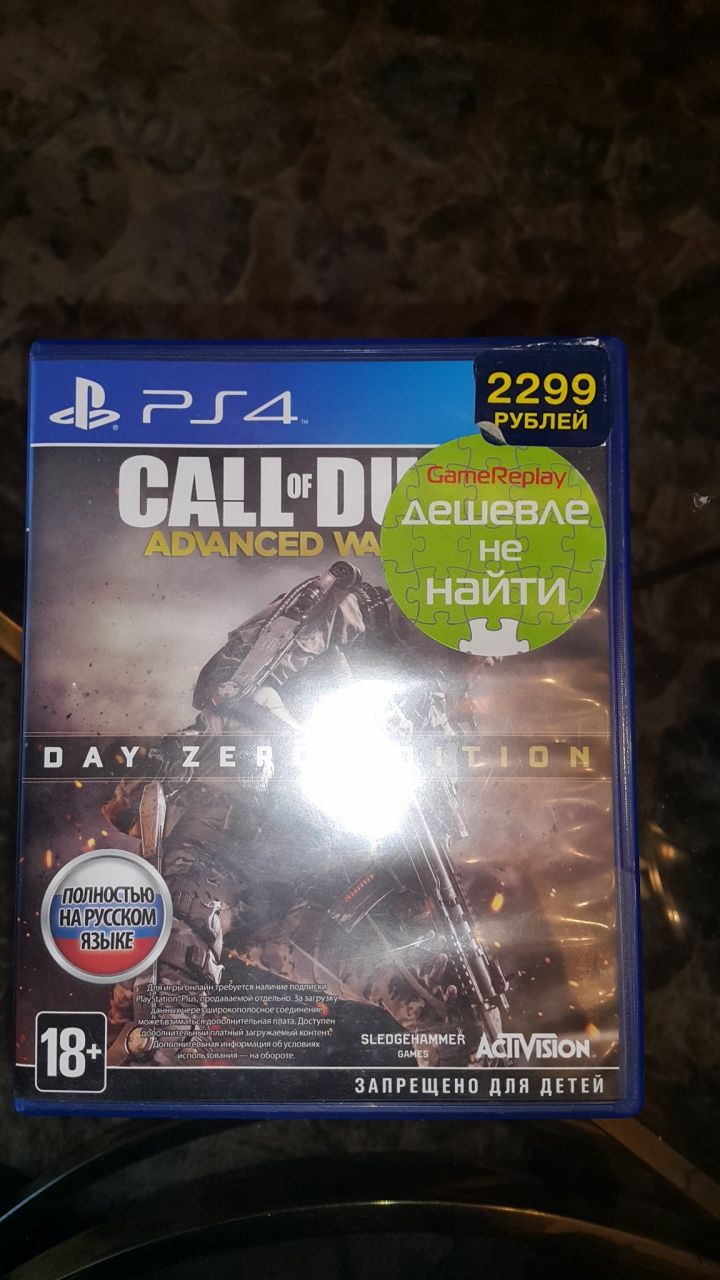 PS4
2299
РУБЛЕЙ
CALL OF DU
GameReplay
дешевле
не
найти
ADVANCED WA
DAY ZER ITION
ПОЛНОСТЬЮ
НА РУССКОМ
ЯЗЫКЕ
Для игры онлайн требуется наличие подписки
PlayStation®Plus, продаваемой отдельно. За загрузку
данных через широкополосное соединение
может взиматься дополнительная плата. Доступен
дополнительный платный загружаемый контент.
Дополнительная информация об условиях
использования — на обороте.
18+
SLEDGEHAMMER
GAMES
ACTIVISION
ЗАПРЕЩЕНО ДЛЯ ДЕТЕЙ